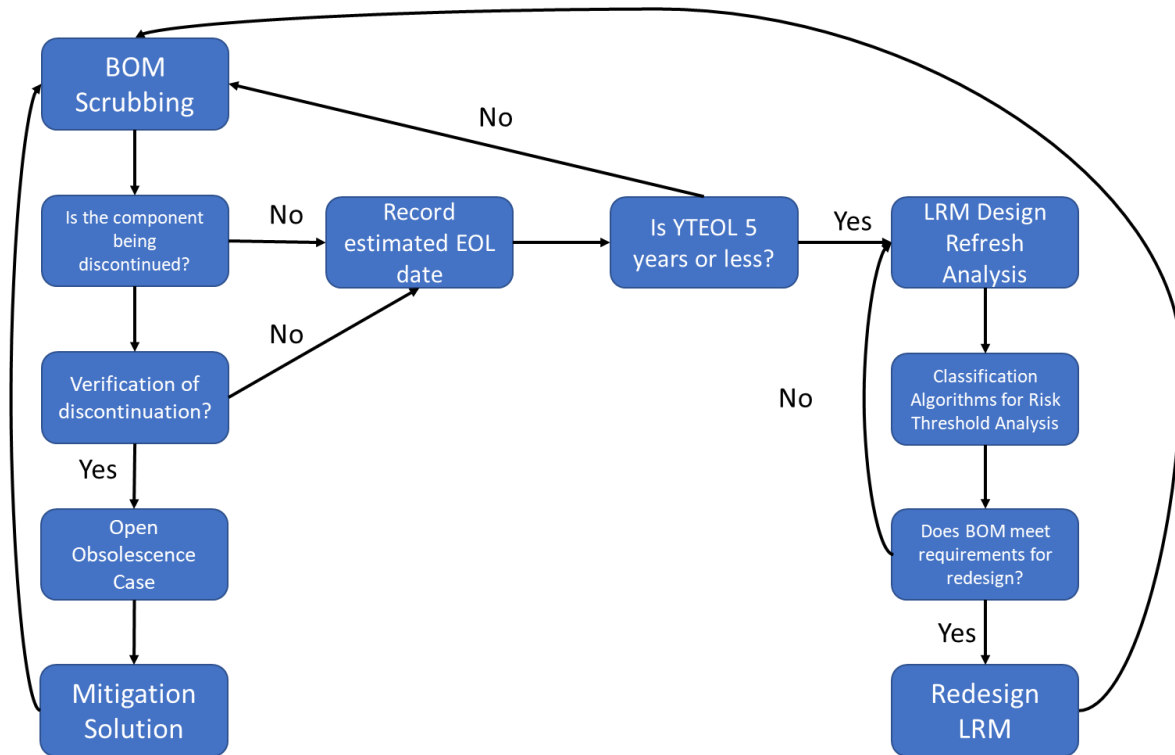 BOM
Scrubbing
No
Is the component
being
discontinued?
No
Record
estimated EOL
date
Is YTEOL 5
years or less?
Yes
LRM Design
Refresh
Analysis
No
Verification of
discontinuation?
No
Classification
Algorithms for Risk
Threshold Analysis
Yes
Open
Obsolescence
Case
Does BOM meet
requirements for
redesign?
Yes
Mitigation
Solution
Redesign
LRM